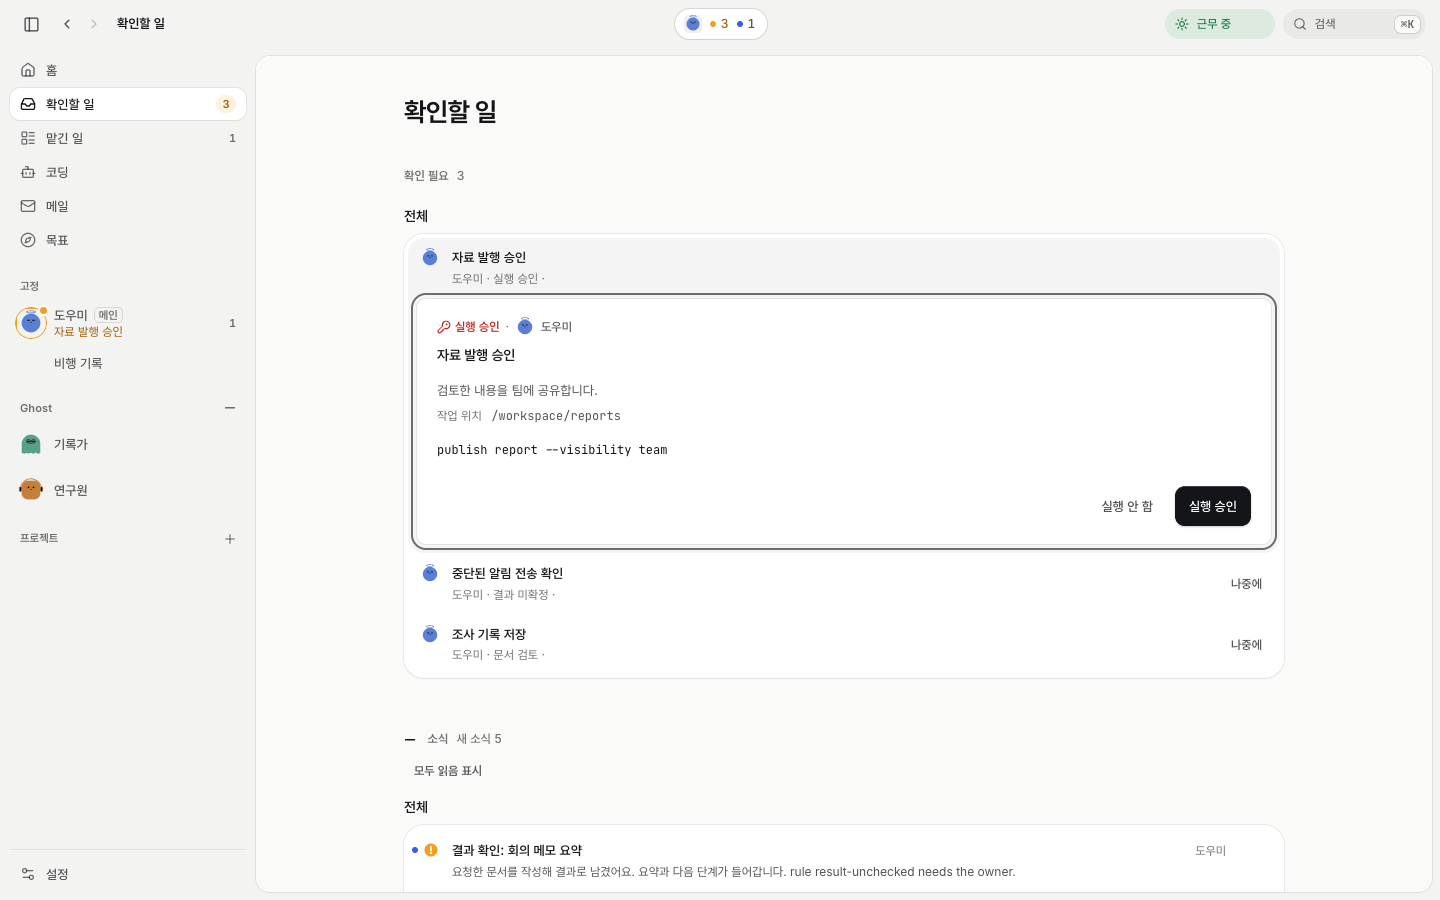 확인할 일
3 1
근무 중
검색 ⌘K
홈
확인할 일 3
맡긴 일 1
코딩
메일
목표
고정
도우미 메인
자료 발행 승인
1
비행 기록
Ghost
기록가
연구원
프로젝트
설정
확인할 일
확인 필요 3
전체
자료 발행 승인
도우미 · 실행 승인 ·
실행 승인 · 도우미
자료 발행 승인
검토한 내용을 팀에 공유합니다.
작업 위치 /workspace/reports
publish report --visibility team
실행 안 함 실행 승인
중단된 알림 전송 확인
도우미 · 결과 미확정 ·
나중에
조사 기록 저장
도우미 · 문서 검토 ·
나중에
소식 새 소식 5
모두 읽음 표시
전체
결과 확인: 회의 메모 요약 도우미
요청한 문서를 작성해 결과로 남겼어요. 요약과 다음 단계가 들어갑니다. rule result-unchecked needs the owner.